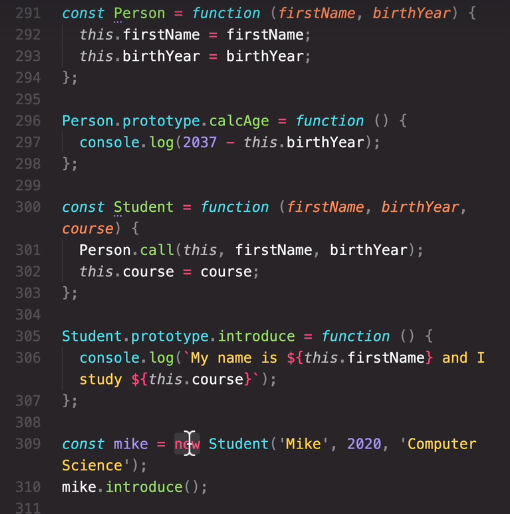 291 const Person = function (firstName, birthYear) {
292 this.firstName = firstName;
293 this.birthYear = birthYear;
294 };
295
296 Person.prototype.calcAge = function () {
297 console.log(2037 - this.birthYear);
298 };
299
300 const Student = function (firstName, birthYear,
course) {
301 Person.call(this, firstName, birthYear);
302 this.course = course;
303 };
304
305 Student.prototype.introduce = function () {
306 console.log(`My name is ${this.firstName} and I
study ${this.course}`);
307 };
308
309 const mike = new Student('Mike', 2020, 'Computer
Science');
310 mike.introduce();
311